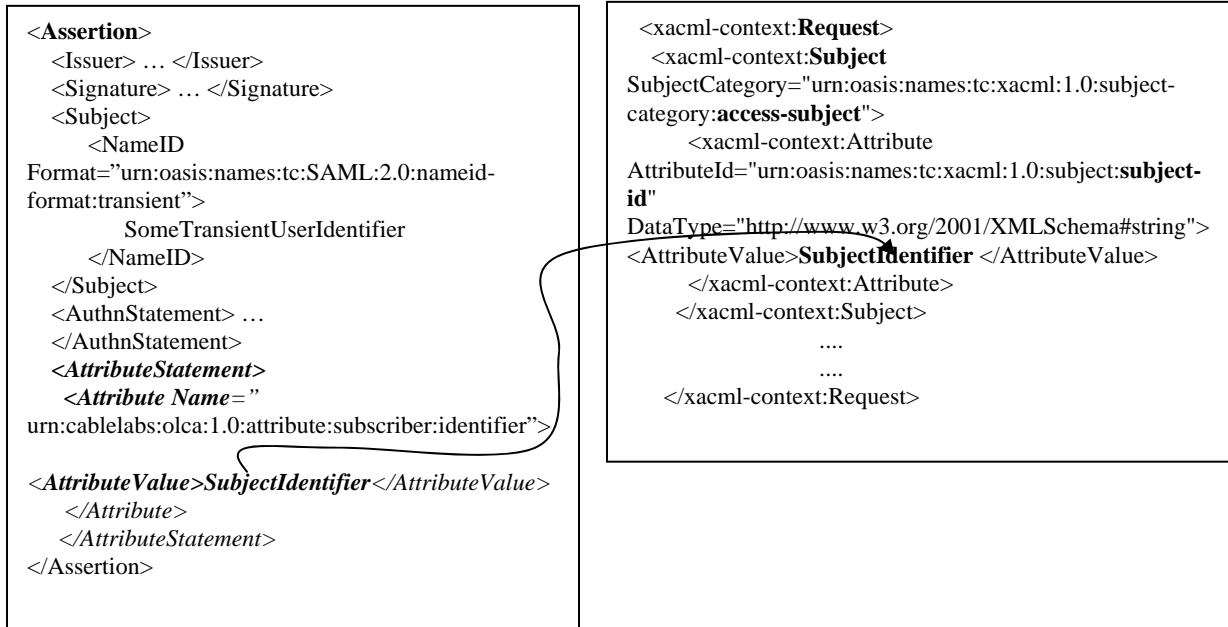 <Assertion>
<Issuer> … </Issuer>
<Signature> … </Signature>
<Subject>
<NameID
Format=”urn:oasis:names:tc:SAML:2.0:nameid-
format:transient”>
SomeTransientUserIdentifier
</NameID>
</Subject>
<AuthnStatement> …
</AuthnStatement>
<AttributeStatement>
<Attribute Name=”
urn:cablelabs:olca:1.0:attribute:subscriber:identifier”>
<AttributeValue>SubjectIdentifier</AttributeValue>
</Attribute>
</AttributeStatement>
</Assertion>
<xacml-context:Request>
<xacml-context:Subject
SubjectCategory="urn:oasis:names:tc:xacml:1.0:subject-
category:access-subject">
<xacml-context:Attribute
AttributeId="urn:oasis:names:tc:xacml:1.0:subject:subject-
id"
DataType="http://www.w3.org/2001/XMLSchema#string">
<AttributeValue>SubjectIdentifier </AttributeValue>
</xacml-context:Attribute>
</xacml-context:Subject>
....
....
</xacml-context:Request>